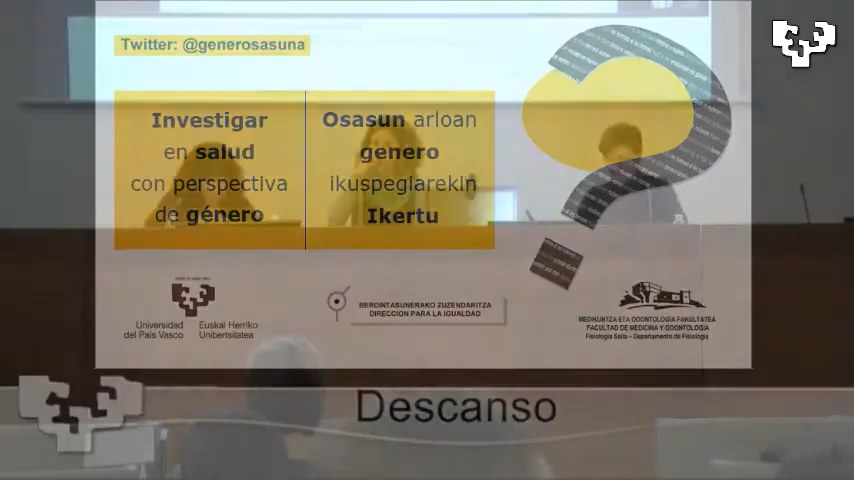 Twitter: @generosasuna
Investigar
en salud
con perspectiva
de género
Osasun arloan
genero
ikuspegiarekin
Ikertu
Universidad
del País Vasco
Euskal Herriko
Unibertsitatea
BERDINTASUNERAKO ZUZENDARITZA
DIRECCION PARA LA IGUALDAD
MEDIKUNTZA ETA ODONTOLOGIA FAKULTATEA
FACULTAD DE MEDICINA Y ODONTOLOGÍA
Fisiologia Saila – Departamento de Fisiología
Descanso